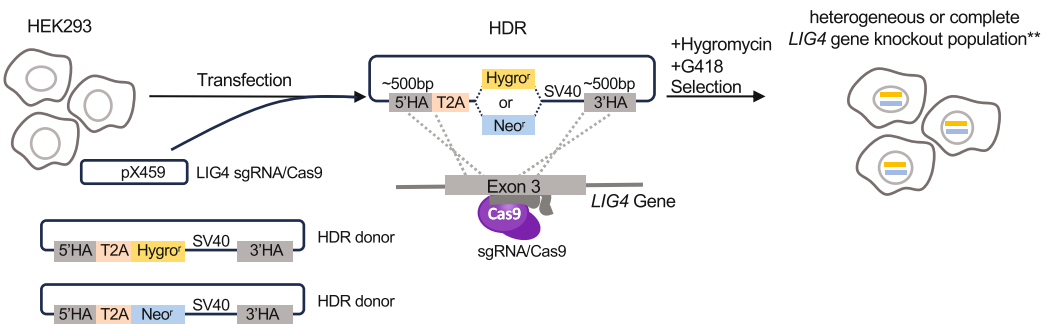 HEK293
Transfection
pX459
LIG4 sgRNA/Cas9
HDR
~500bp
~500bp
Hygroʳ
5'HA
T2A
or
SV40
3'HA
Neoʳ
Exon 3
LIG4 Gene
Cas9
sgRNA/Cas9
+Hygromycin
+G418
Selection
heterogeneous or complete
LIG4 gene knockout population**
5'HA T2A Hygroʳ SV40 3'HA
HDR donor
5'HA T2A Neoʳ SV40 3'HA
HDR donor